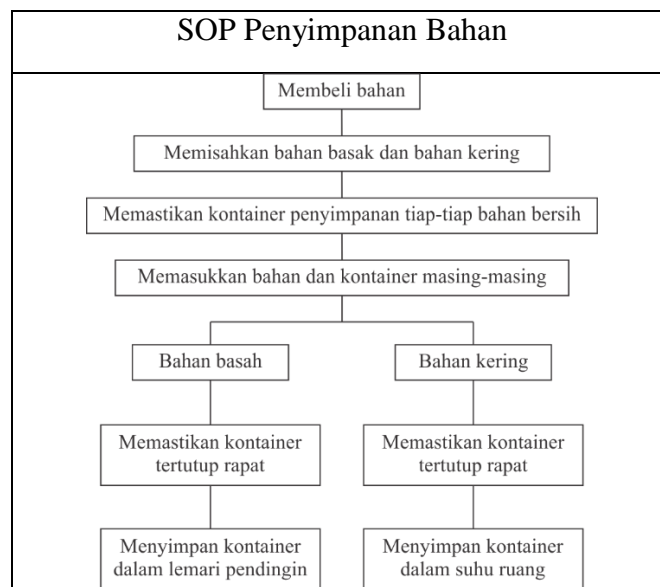 SOP Penyimpanan Bahan
Membeli bahan
Memisahkan bahan basak dan bahan kering
Memastikan kontainer penyimpanan tiap-tiap bahan bersih
Memasukkan bahan dan kontainer masing-masing
Bahan basah
Memastikan kontainer
tertutup rapat
Menyimpan kontainer
dalam lemari pendingin
Bahan kering
Memastikan kontainer
tertutup rapat
Menyimpan kontainer
dalam suhu ruang